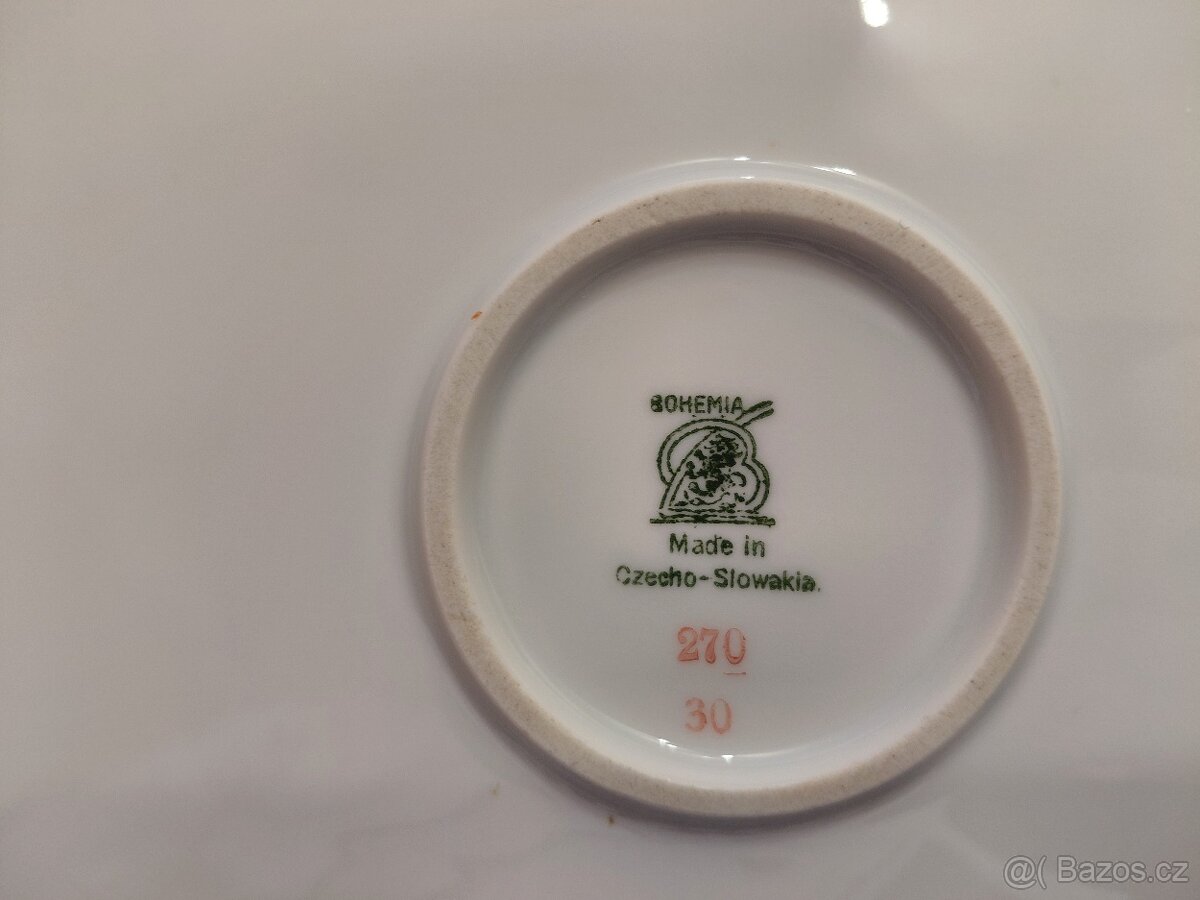 BOHEMIA
Made in
Czecho-Slowakia.
270
30
@( Bazos.cz